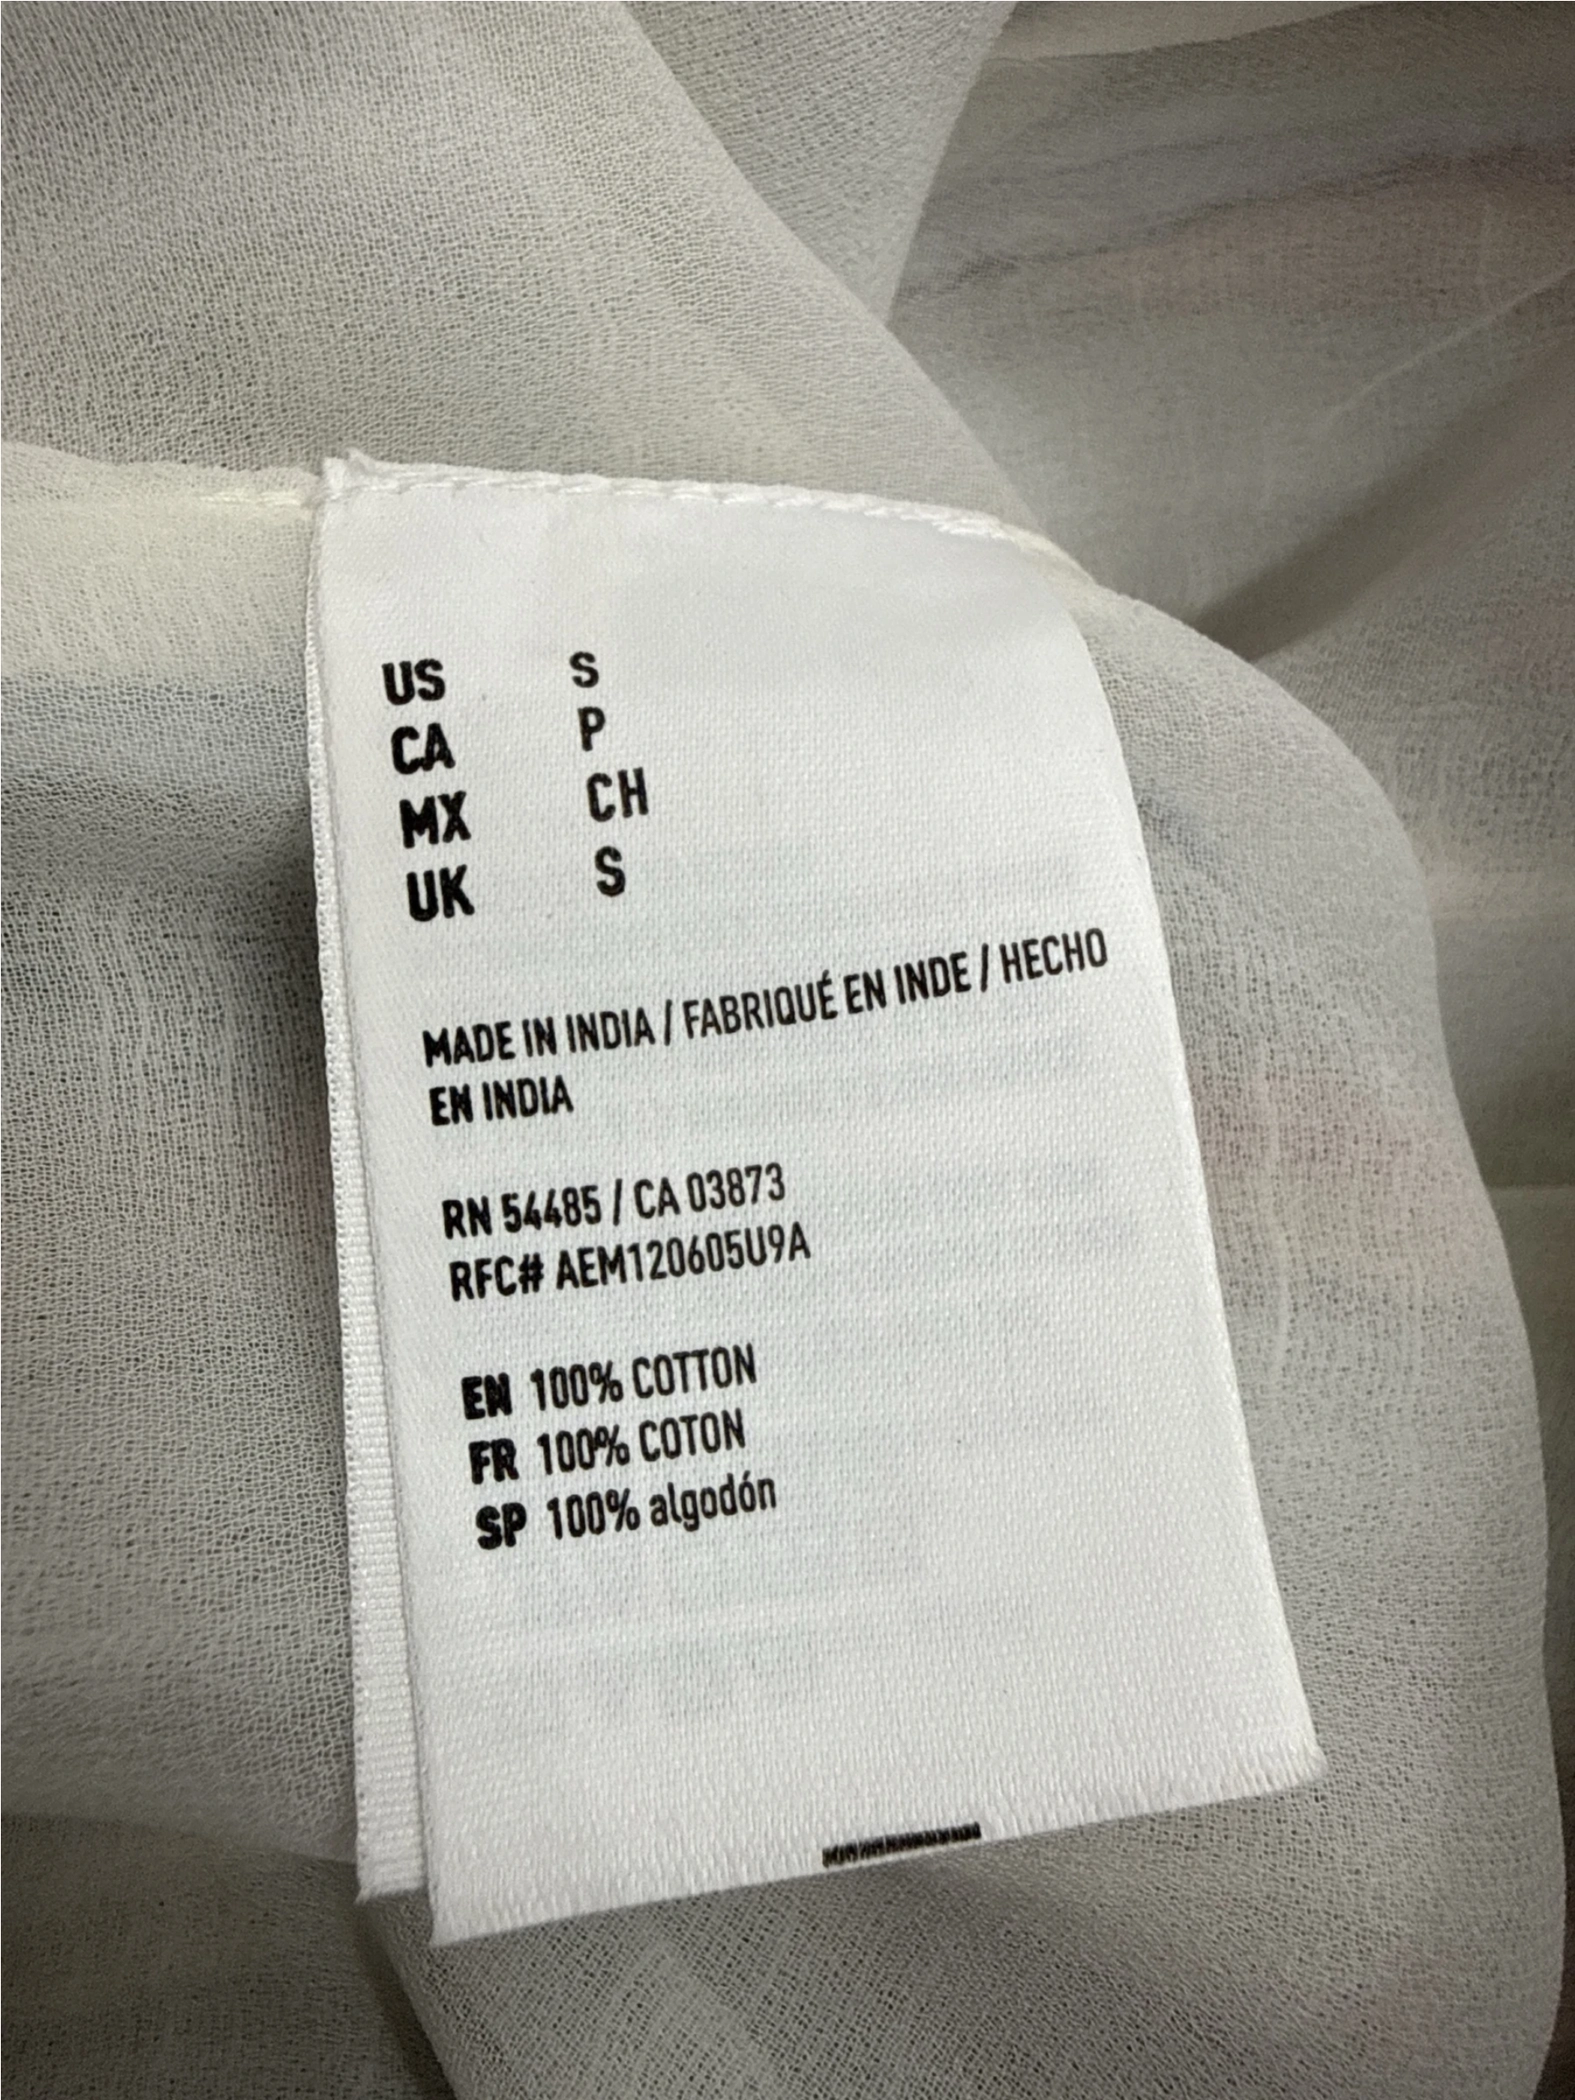 US S
CA P
MX CH
UK S
MADE IN INDIA / FABRIQUÉ EN INDE / HECHO
EN INDIA
RN 54485 / CA 03873
RFC# AEM120605U9A
EN 100% COTTON
FR 100% COTON
SP 100% algodón